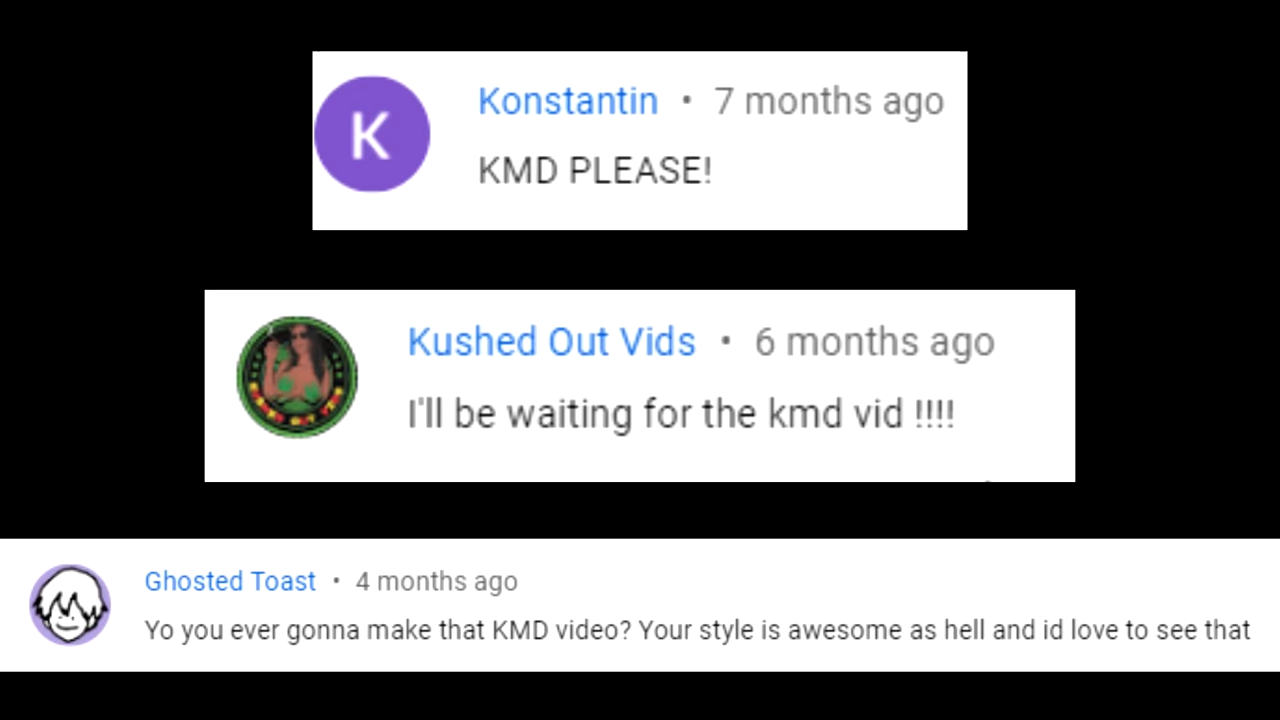 K
Konstantin • 7 months ago
KMD PLEASE!
Kushed Out Vids • 6 months ago
I'll be waiting for the kmd vid !!!!
Ghosted Toast • 4 months ago
Yo you ever gonna make that KMD video? Your style is awesome as hell and id love to see that